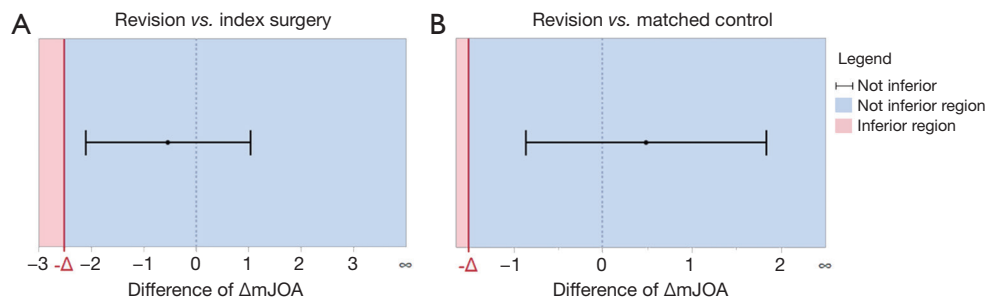 A
Revision vs. index surgery
−3 -Δ −2 −1 0 1 2 3 ∞
Difference of ΔmJOA
B
Revision vs. matched control
-Δ −1 0 1 2 ∞
Difference of ΔmJOA
Legend
Not inferior
Not inferior region
Inferior region